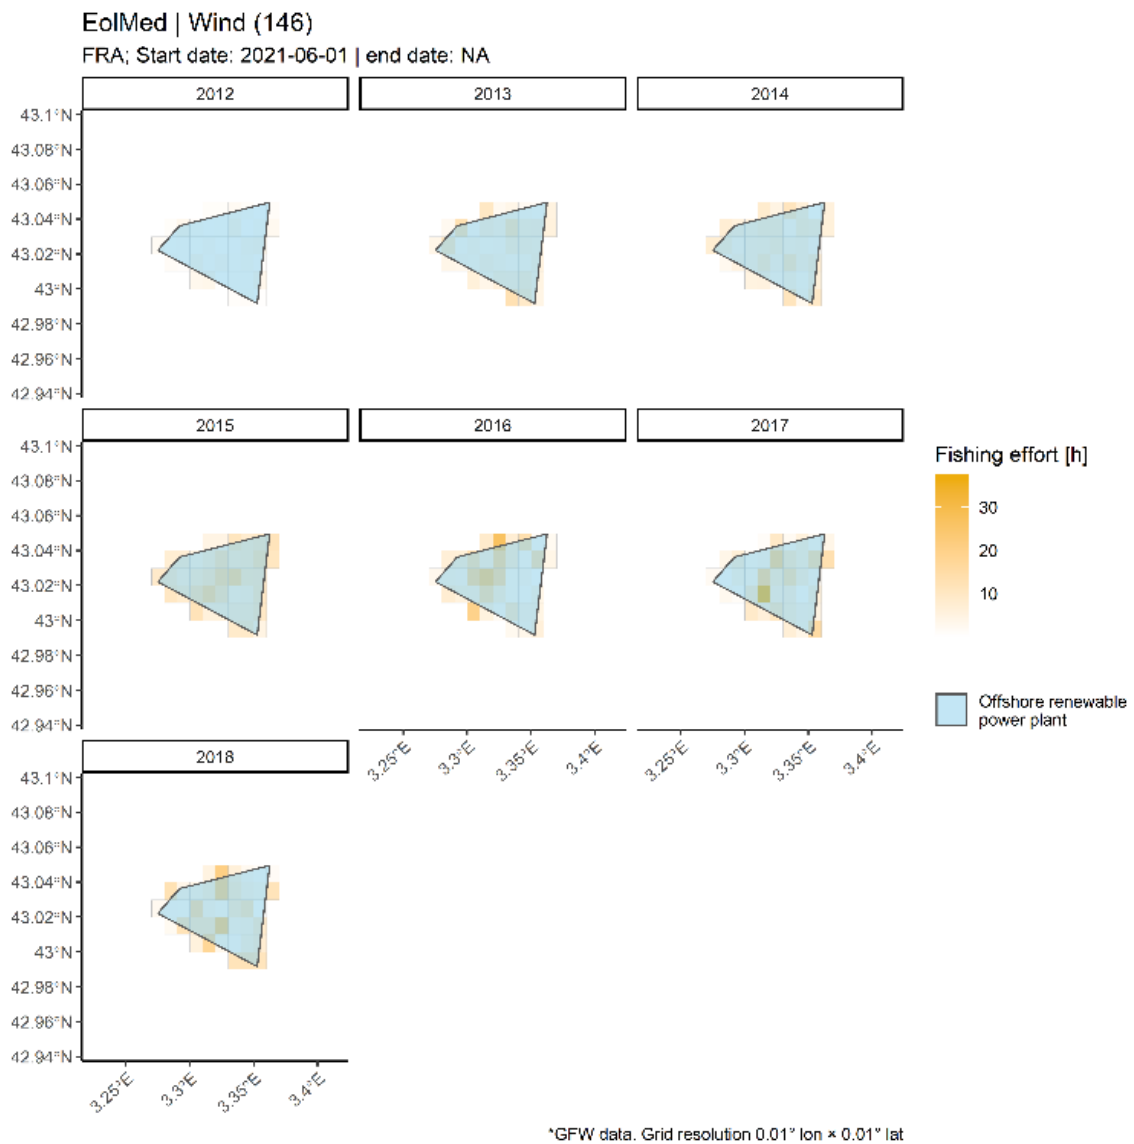 EolMed | Wind (146)
FRA; Start date: 2021-06-01 | end date: NA
2012
2013
2014
43.1°N
43.08°N
43.06°N
43.04°N
43.02°N
43°N
42.98°N
42.96°N
42.94°N
2015
2016
2017
43.1°N
43.08°N
43.06°N
43.04°N
43.02°N
43°N
42.98°N
42.96°N
42.94°N
3.25°E
3.3°E
3.35°E
3.4°E
3.25°E
3.3°E
3.35°E
3.4°E
Fishing effort [h]
30
20
10
Offshore renewable
power plant
2018
43.1°N
43.08°N
43.06°N
43.04°N
43.02°N
43°N
42.98°N
42.96°N
42.94°N
3.25°E
3.3°E
3.35°E
3.4°E
*GFW data. Grid resolution 0.01° lon × 0.01° lat